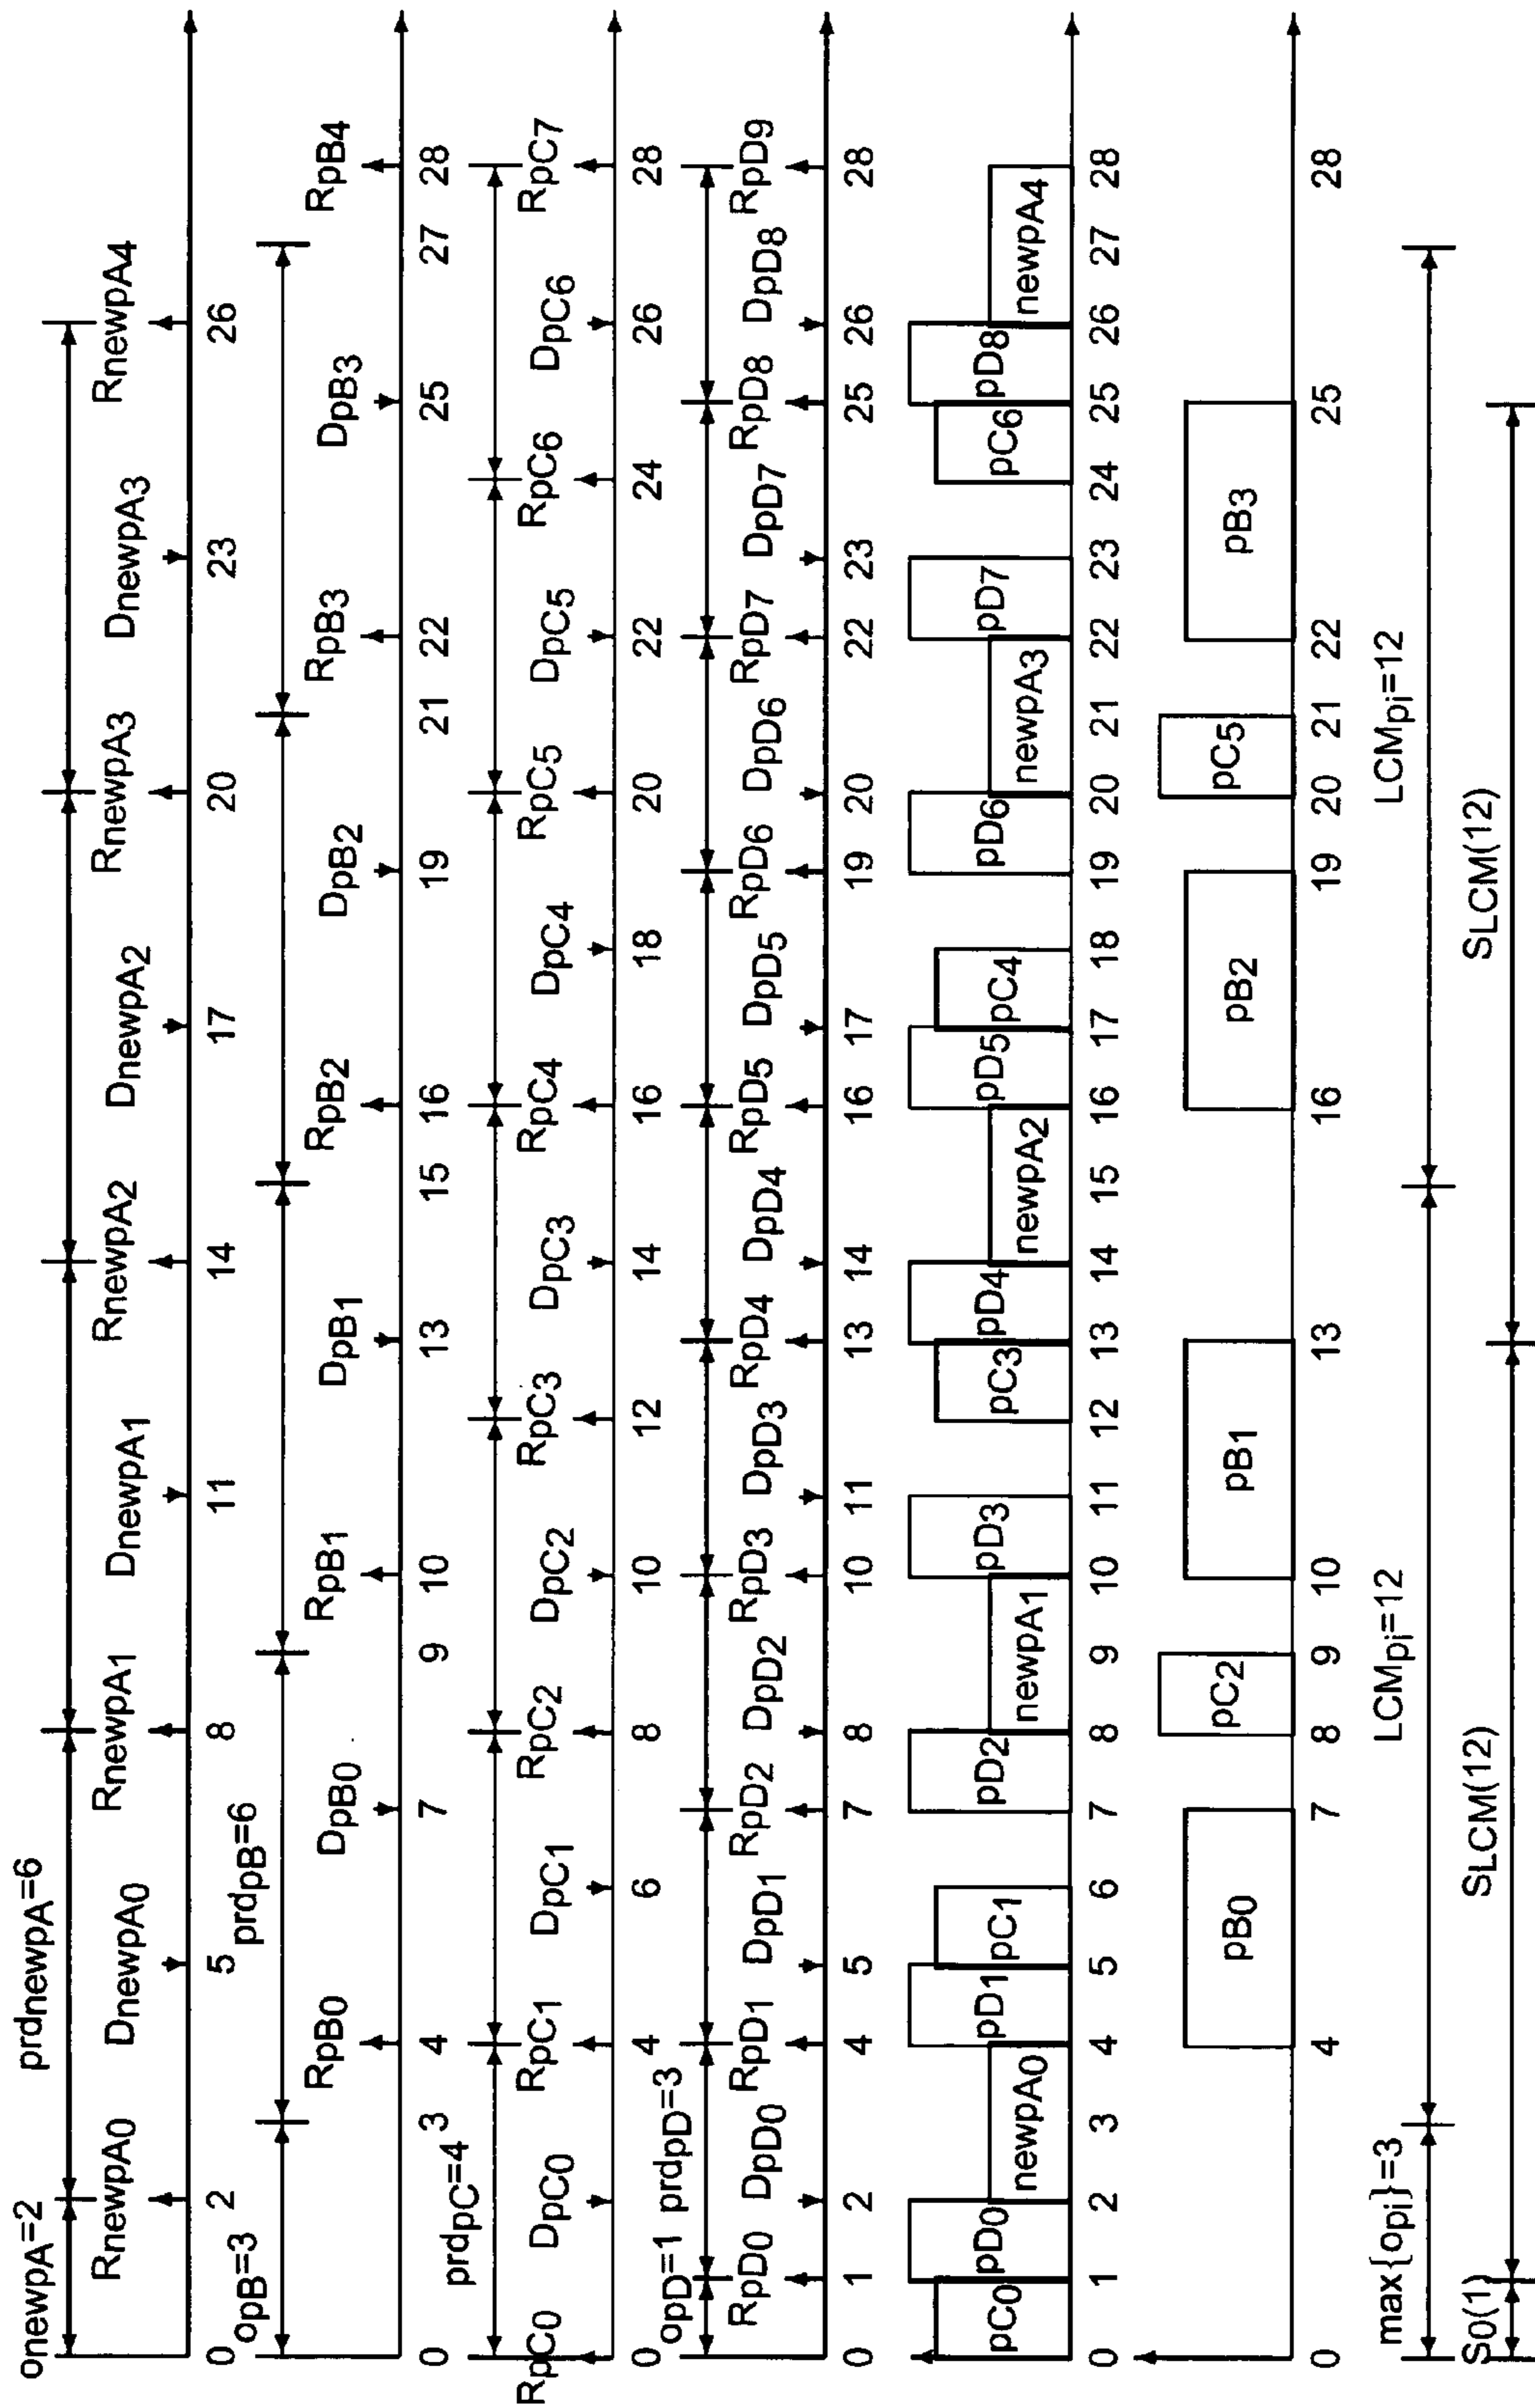 onewpA=2 prdnewpA=6
RnewpA0 DnewpA0 RnewpA1 DnewpA1 RnewpA2 DnewpA2 RnewpA3 DnewpA3 RnewpA4
0 2 5 8 11 14 17 20 23 26
opB=3 prdpB=6
RpB0 DpB0 RpB1 DpB1 RpB2 DpB2 RpB3 DpB3 RpB4
0 3 4 7 9 10 13 15 16 19 21 22 25 27 28
prdpC=4
RpC0 DpC0 RpC1 DpC1 RpC2 DpC2 RpC3 DpC3 RpC4 DpC4 RpC5 DpC5 RpC6 DpC6 RpC7
0 2 4 6 8 10 12 14 16 18 20 22 24 26 28
opD=1 prdpD=3
RpD0 DpD0 RpD1 DpD1 RpD2 DpD2 RpD3 DpD3 RpD4 DpD4 RpD5 DpD5 RpD6 DpD6 RpD7 DpD7 RpD8 DpD8 RpD9
0 1 2 4 5 7 8 10 11 13 14 16 17 19 20 22 23 25 26 28
pC0 pD0 newpA0 pD1 pC1 pD2 newpA1 pD3 pC3 pD4 newpA2 pD5 pC4 pD6 newpA3 pD7 pC6 pD8 newpA4
0 1 2 3 4 5 6 7 8 9 10 11 12 13 14 15 16 17 18 19 20 21 22 23 24 25 26 27 28
pB0 pC2 pB1 pB2 pC5 pB3
0 4 7 8 9 10 13 16 19 20 21 22 25 28
max{opi}=3 LCMpi=12 LCMpi=12
S0(1) SLCM(12) SLCM(12)